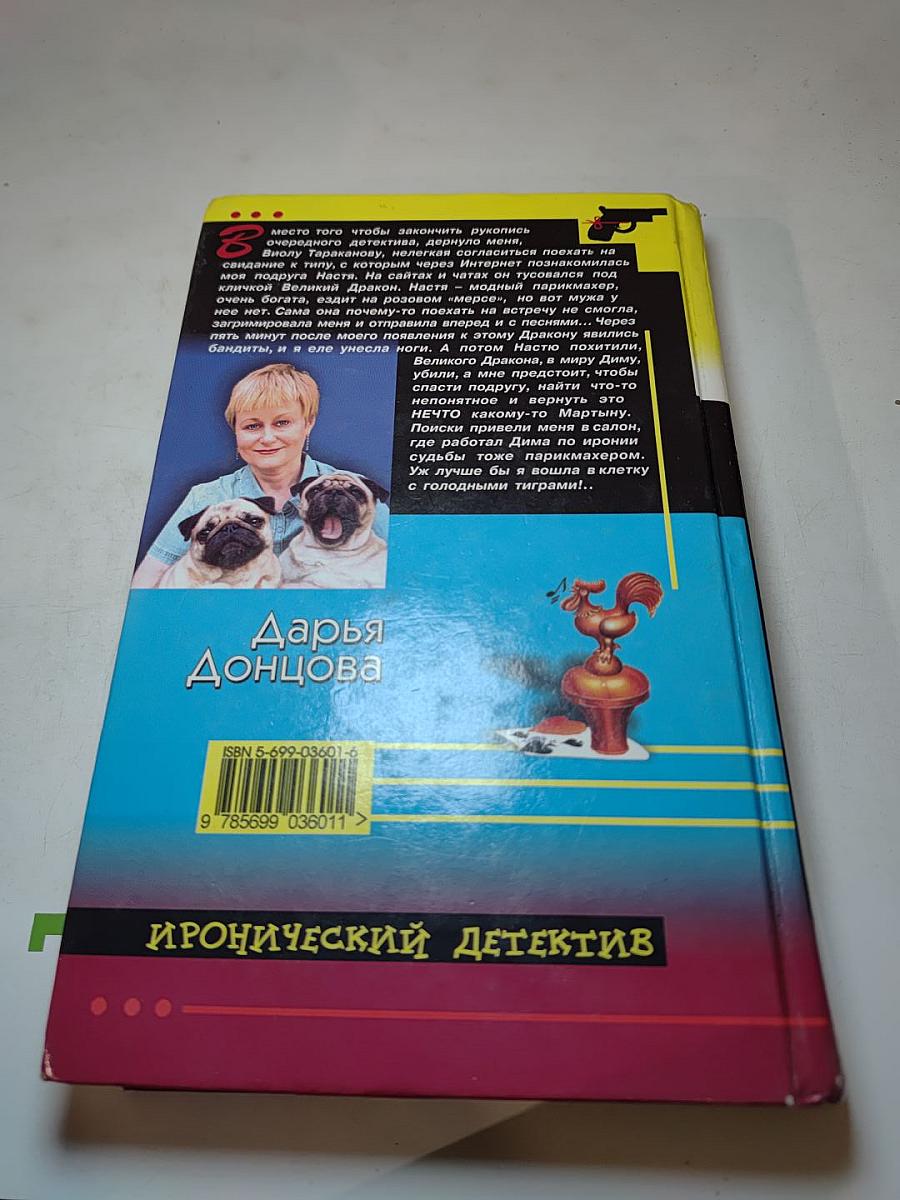 Вместо того чтобы закончить рукопись
очередного детектива, дернуло меня,
Виолу Тараканову, нелегкая согласиться поехать на
свидание к типу, с которым через Интернет познакомилась
моя подруга Настя. На сайтах и чатах он тусовался под
кличкой Великий Дракон. Настя – модный парикмахер,
очень богата, ездит на розовом «мерсе», но вот мужа у
нее нет. Сама она почему-то поехать на встречу не смогла,
загримировала меня и отправила вперед и с песнями... Через
пять минут после моего появления к этому Дракону явились
бандиты, и я еле унесла ноги. А потом Настю похитили,
Великого Дракона, в миру Диму,
убили, а мне предстоит, чтобы
спасти подругу, найти что-то
непонятное и вернуть это
НЕЧТО какому-то Мартыну.
Поиски привели меня в салон,
где работал Дима по иронии
судьбы тоже парикмахером.
Уж лучше бы я вошла в клетку
с голодными тиграми!..
Дарья
Донцова
ISBN 5-699-03601-6
9 785699 036011 >
ИРОНИЧЕСКИЙ ДЕТЕКТИВ